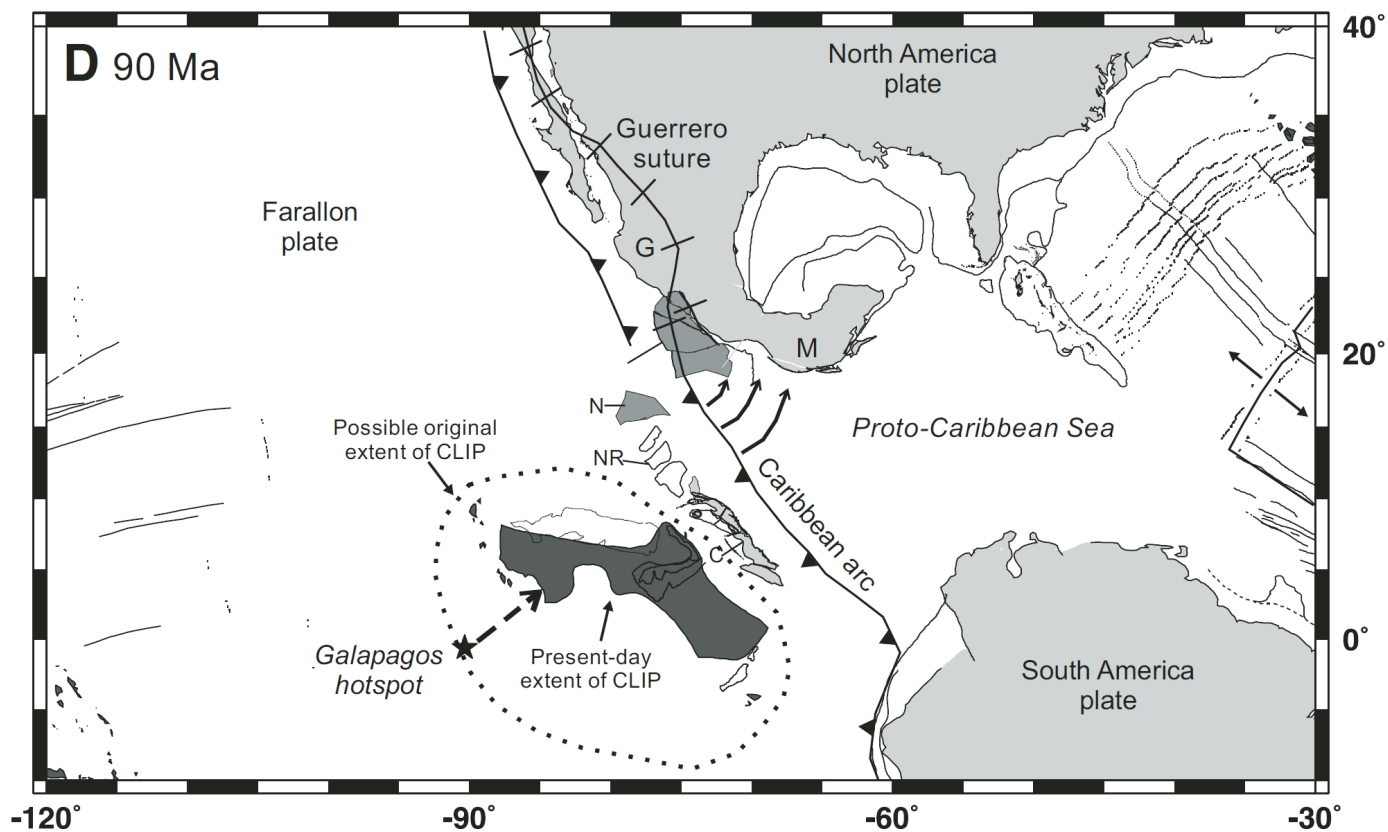 D 90 Ma
North America
plate
40˚
Guerrero
suture
Farallon
plate
G
20˚
M
N
Possible original
extent of CLIP
NR
Proto-Caribbean Sea
Caribbean arc
C
Galapagos
hotspot
Present-day
extent of CLIP
0˚
South America
plate
-120˚
-90˚
-60˚
-30˚